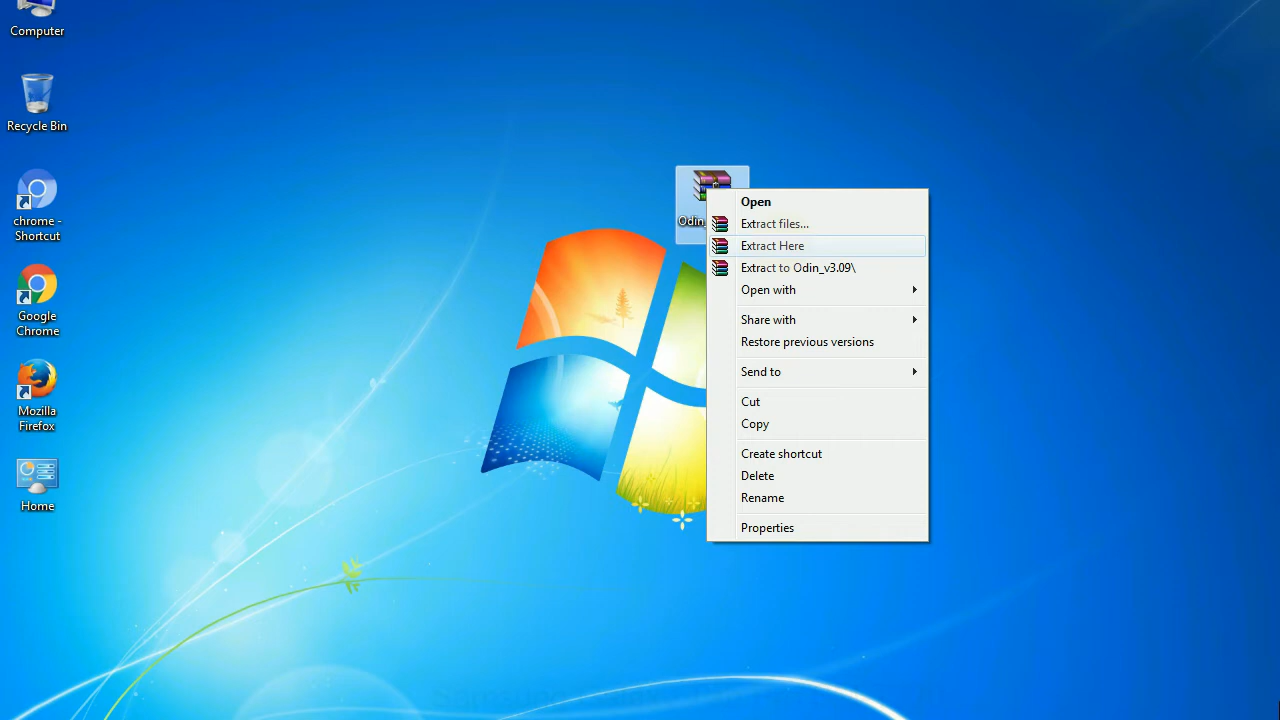 Computer
Recycle Bin
chrome -
Shortcut
Google
Chrome
Mozilla
Firefox
Home
Odin
Open
Extract files...
Extract Here
Extract to Odin_v3.09\
Open with
Share with
Restore previous versions
Send to
Cut
Copy
Create shortcut
Delete
Rename
Properties